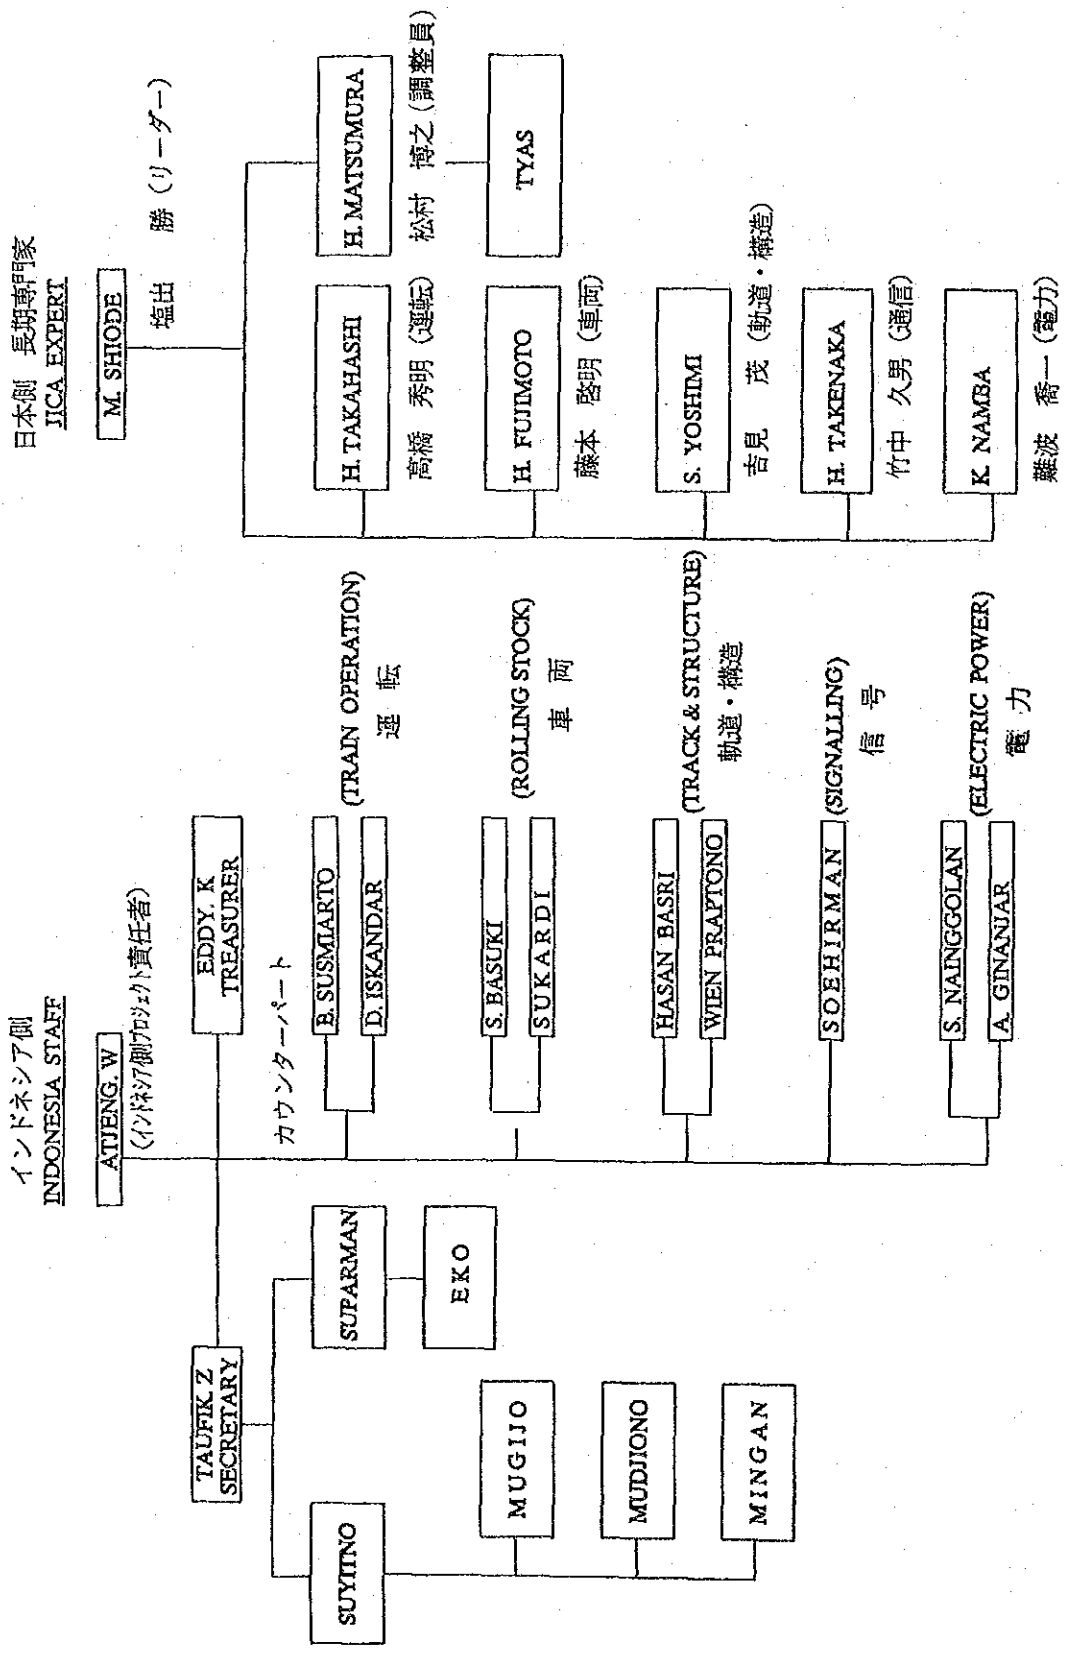 インドネシア側
INDONESIA STAFF
ATJENG. W
(インドネシア側プロジェクト責任者)
TAUFIK. Z
SECRETARY
EDDY. K
TREASURER
SUYITNO
MUGIJO
MUDJIONO
MINGAN
SUPARMAN
EKO
カウンターパート
B. SUSMIARTO
D. ISKANDAR
(TRAIN OPERATION)
運転
S. BASUKI
SUKARDI
(ROLLING STOCK)
車両
HASAN BASRI
WIEN PRAPTONO
(TRACK & STRUCTURE)
軌道・構造
SOEHIRMAN
(SIGNALLING)
信号
S. NAINGGOLAN
A. GINANJAR
(ELECTRIC POWER)
電力
日本側 長期専門家
JICA EXPERT
M. SHIODE
塩出 勝 (リーダー)
H. TAKAHASHI
高橋 秀明 (運転)
H. FUJIMOTO
藤本 啓明 (車両)
S. YOSHIMI
吉見 茂 (軌道・構造)
H. TAKENAKA
竹中 久男 (通信)
K. NAMBA
難波 喬一 (電力)
H. MATSUMURA
松村 博之 (調整員)
TYAS